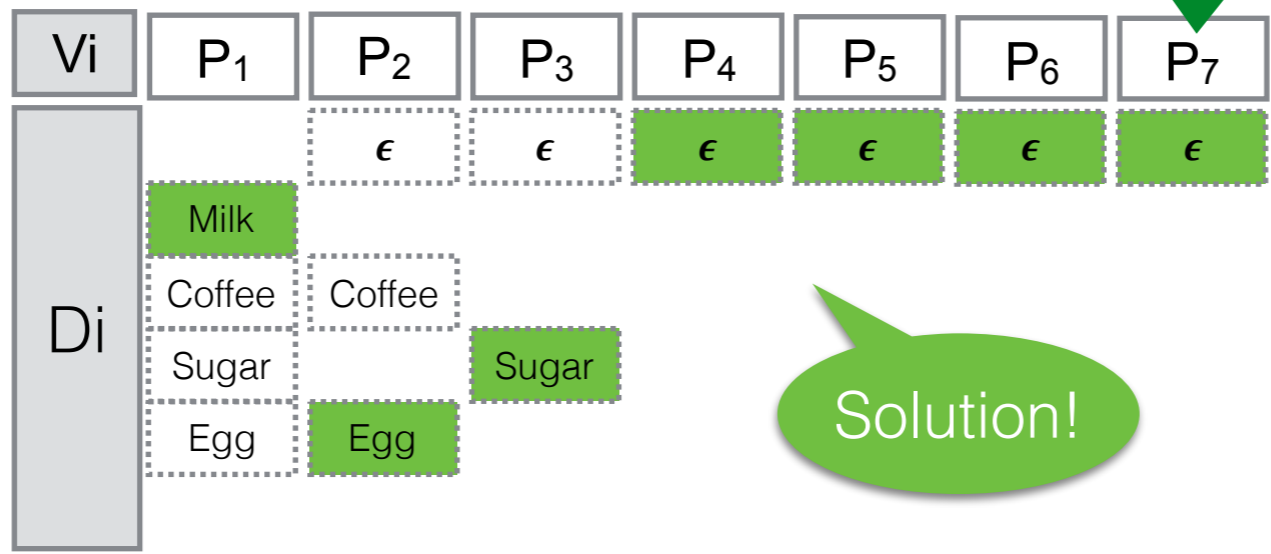 Vi P₁ P₂ P₃ P₄ P₅ P₆ P₇
ϵ ϵ ϵ ϵ ϵ ϵ
Milk
Coffee Coffee
Di
Sugar Sugar
Egg Egg
Solution!